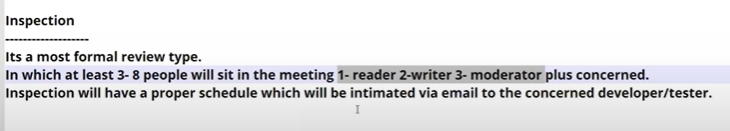 Inspection
-------------------
Its a most formal review type.
In which at least 3- 8 people will sit in the meeting 1- reader 2-writer 3- moderator plus concerned.
Inspection will have a proper schedule which will be intimated via email to the concerned developer/tester.